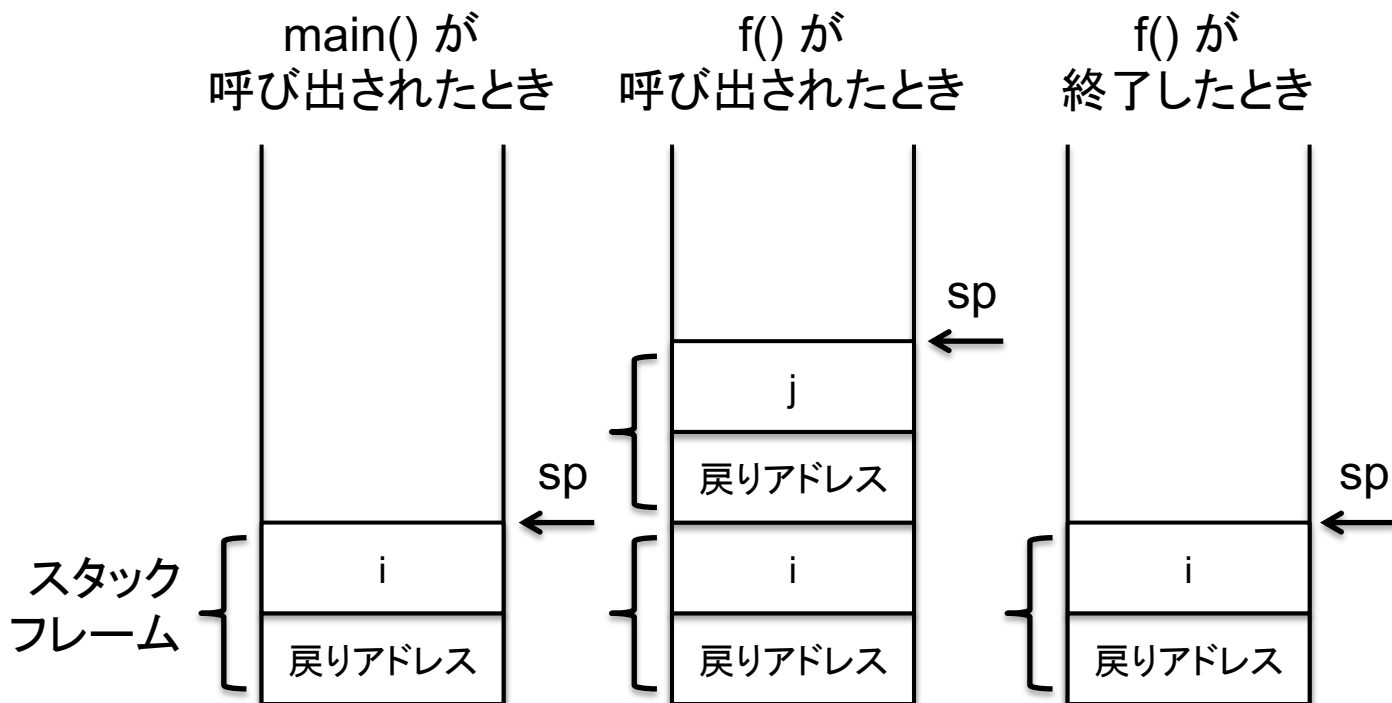 main() が
呼び出されたとき
f() が
呼び出されたとき
f() が
終了したとき
sp
j
戻りアドレス
sp
sp
i
i
i
スタック
フレーム
戻りアドレス
戻りアドレス
戻りアドレス